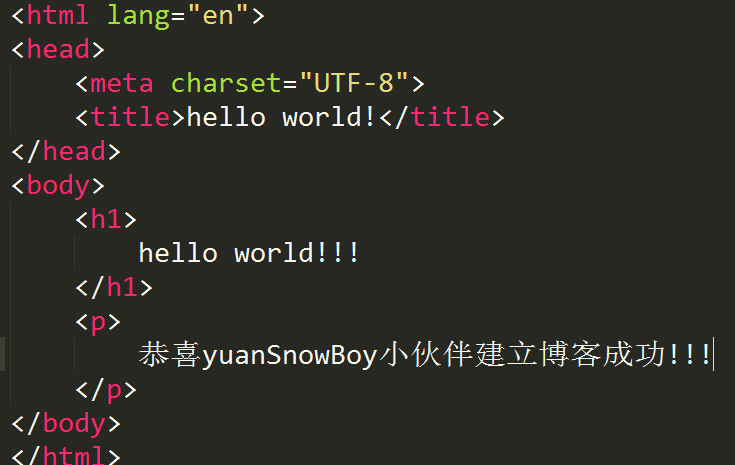 <html lang="en">
<head>
<meta charset="UTF-8">
<title>hello world!</title>
</head>
<body>
<h1>
hello world!!!
</h1>
<p>
恭喜yuanSnowBoy小伙伴建立博客成功!!!
</p>
</body>
</html>